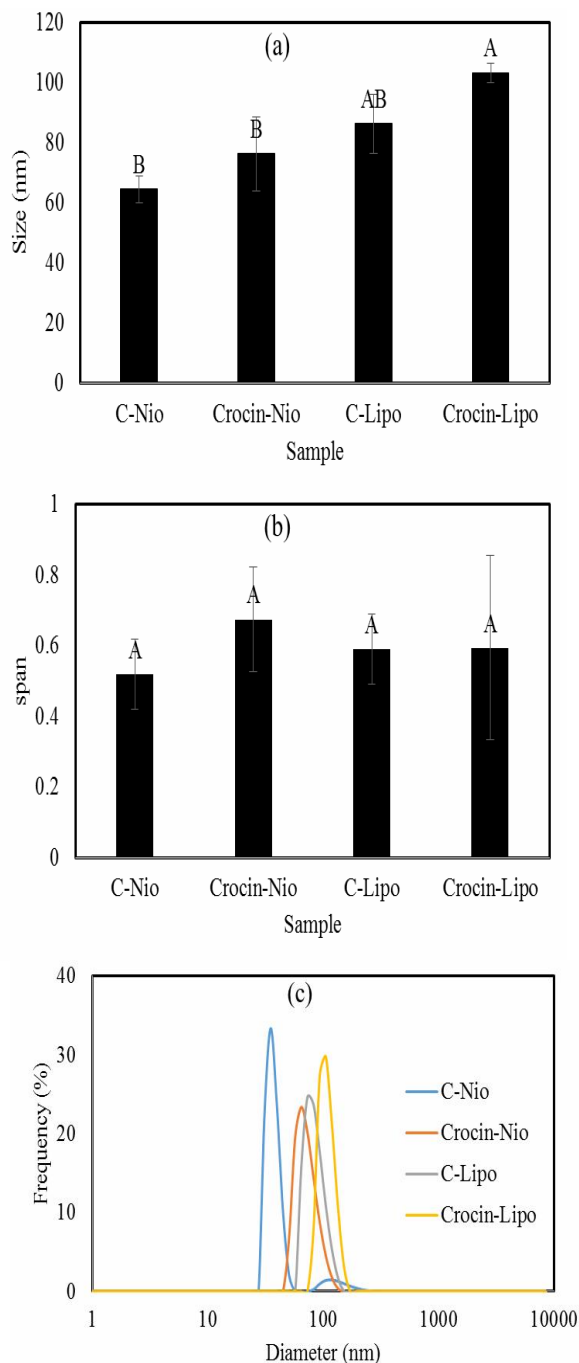 (a)
120
100
80
60
40
20
0
Size (nm)
B
B
AB
A
C-Nio Crocin-Nio C-Lipo Crocin-Lipo
Sample
(b)
1
0.8
0.6
0.4
0.2
0
span
A
A
A
A
C-Nio Crocin-Nio C-Lipo Crocin-Lipo
Sample
(c)
40
30
20
10
0
Frequency (%)
C-Nio
Crocin-Nio
C-Lipo
Crocin-Lipo
1 10 100 1000 10000
Diameter (nm)